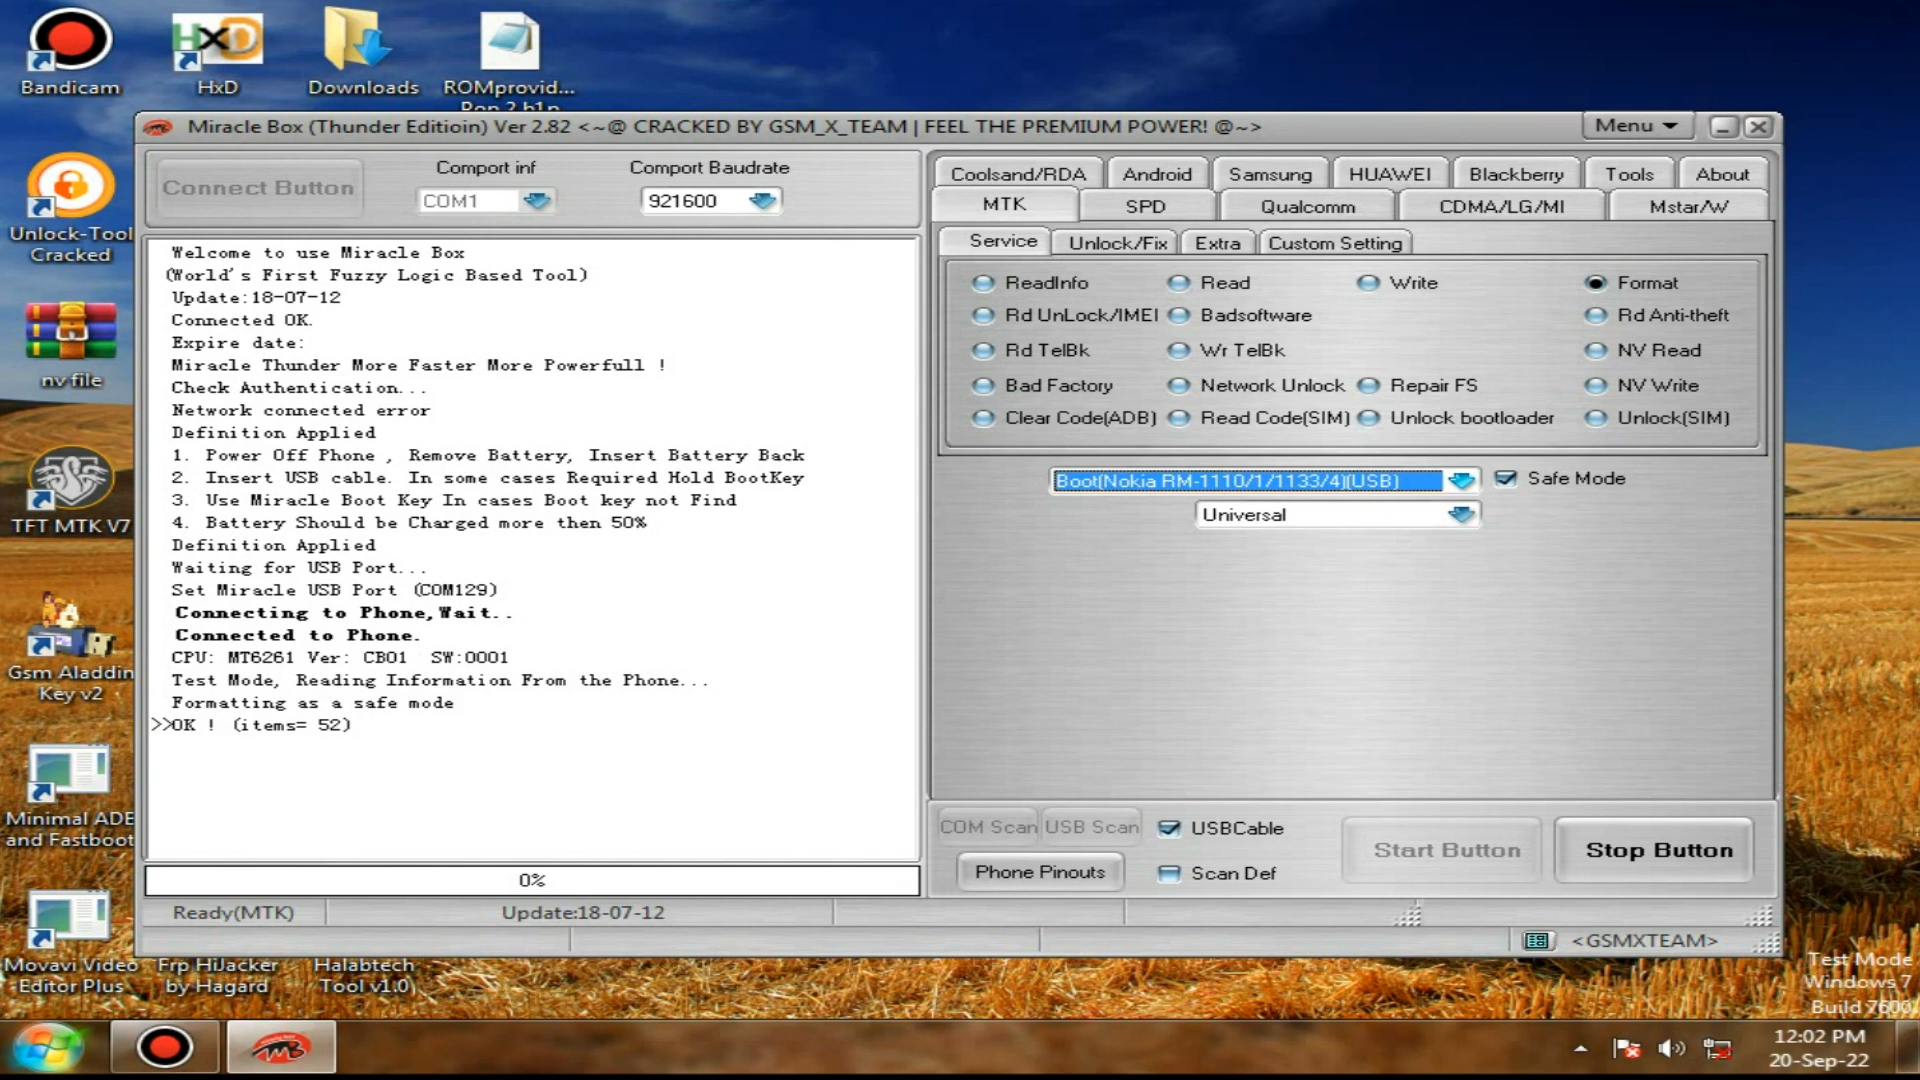 Bandicam
HxD
Downloads
ROMprovid...
Miracle Box (Thunder Editioin) Ver 2.82 <~@ CRACKED BY GSM_X_TEAM | FEEL THE PREMIUM POWER! @~>
Menu
Connect Button
Comport inf
COM1
Comport Baudrate
921600
Coolsand/RDA
Android
Samsung
HUAWEI
Blackberry
Tools
About
MTK
SPD
Qualcomm
CDMA/LG/MI
Mstar/W
Service
Unlock/Fix
Extra
Custom Setting
ReadInfo
Read
Write
Format
Rd UnLock/IMEI
Badsoftware
Rd Anti-theft
Rd TelBk
Wr TelBk
NV Read
Bad Factory
Network Unlock
Repair FS
NV Write
Clear Code(ADB)
Read Code(SIM)
Unlock bootloader
Unlock(SIM)
Boot(Nokia RM-1110/1/1133/4)(USB)
Safe Mode
Universal
Welcome to use Miracle Box
(World's First Fuzzy Logic Based Tool)
Update:18-07-12
Connected OK.
Expire date:
Miracle Thunder More Faster More Powerfull !
Check Authentication...
Network connected error
Definition Applied
1. Power Off Phone , Remove Battery, Insert Battery Back
2. Insert USB cable. In some cases Required Hold BootKey
3. Use Miracle Boot Key In cases Boot key not Find
4. Battery Should be Charged more then 50%
Definition Applied
Waiting for USB Port...
Set Miracle USB Port (COM129)
Connecting to Phone,Wait..
Connected to Phone.
CPU: MT6261 Ver: CB01 SW:0001
Test Mode, Reading Information From the Phone...
Formatting as a safe mode
>>OK ! (items= 52)
0%
COM Scan
USB Scan
USBCable
Phone Pinouts
Scan Def
Start Button
Stop Button
Ready(MTK)
Update:18-07-12
<GSMXTEAM>
Unlock-Tool
Cracked
nv file
TFT MTK V7
Gsm Aladdin
Key v2
Minimal ADB
and Fastboot
Movavi Video
Editor Plus
Frp HiJacker
by Hagard
Halabtech
Tool v1.0
Test Mode
Windows 7
Build 7600
12:02 PM
20-Sep-22